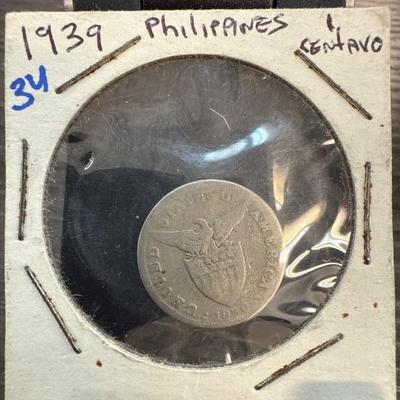 1939 Philippines 1 centavo
34
UNITED STATES OF AMERICA